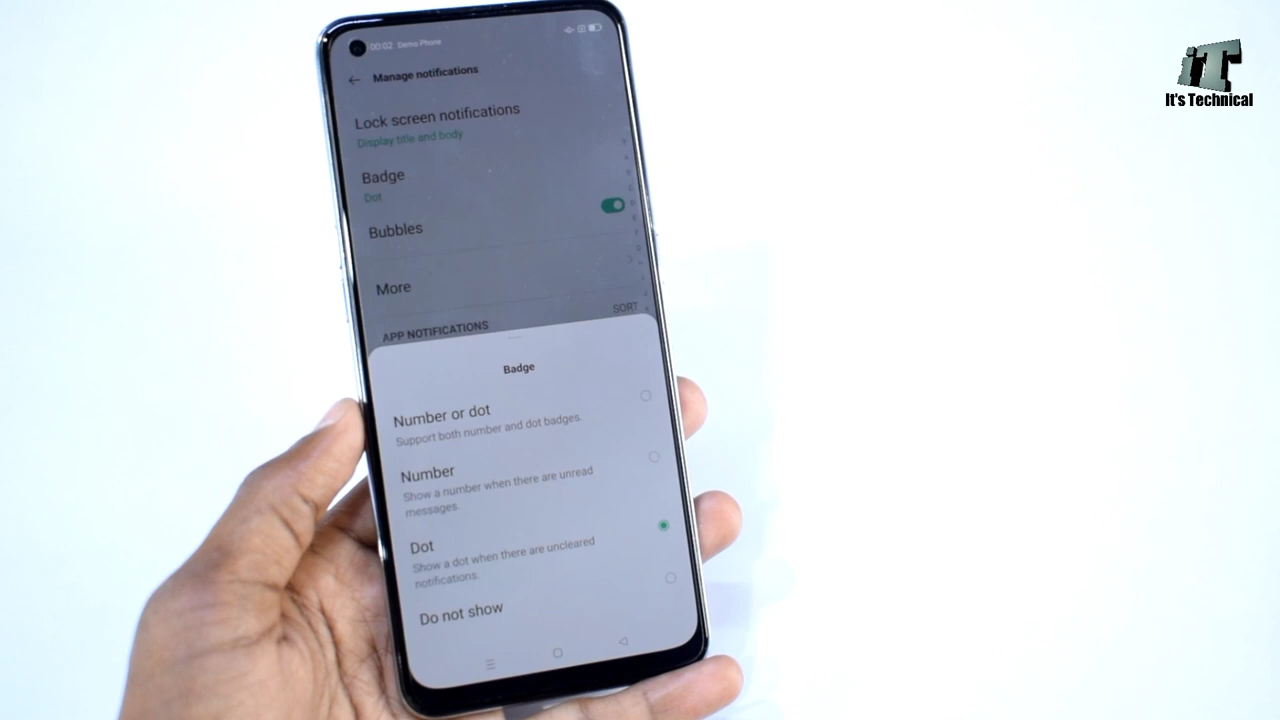 00:02 Demo Phone
Manage notifications
Lock screen notifications
Display title and body
Badge
Dot
Bubbles
More
SORT
APP NOTIFICATIONS
Badge
Number or dot
Support both number and dot badges.
Number
Show a number when there are unread
messages.
Dot
Show a dot when there are uncleared
notifications.
Do not show
iT
It's Technical